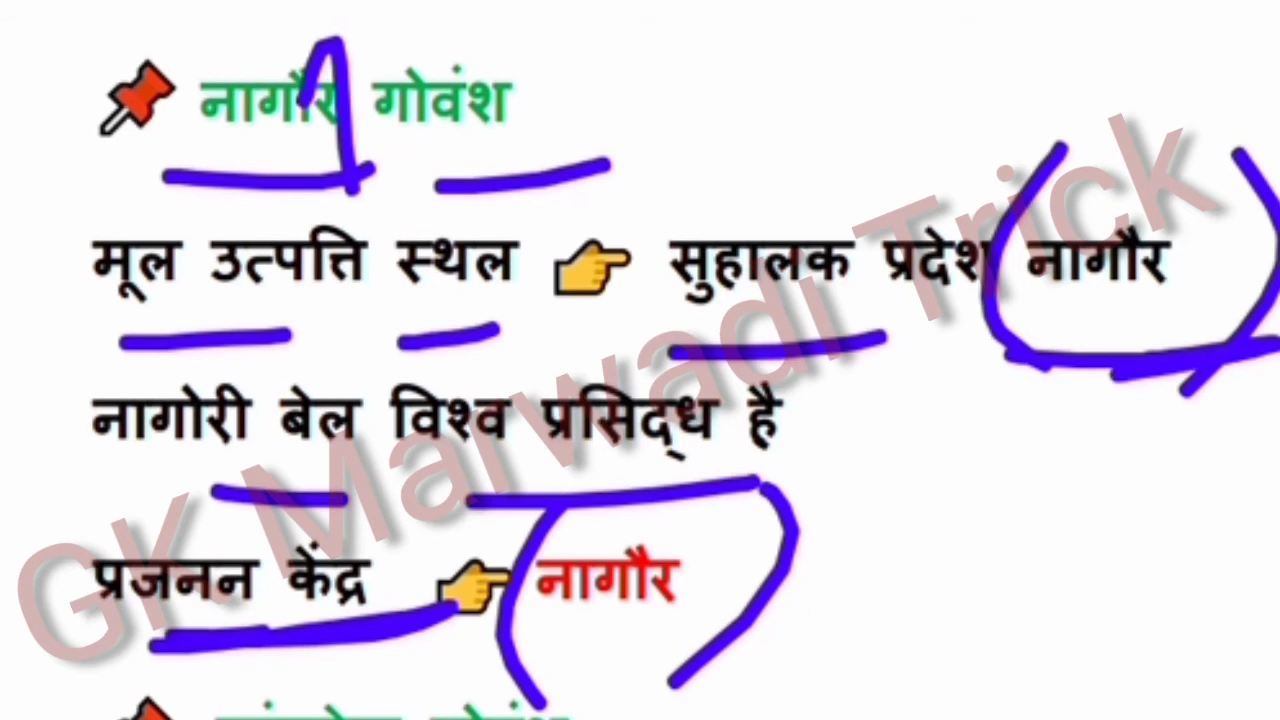 📌 नागौर गोवंश
मूल उत्पत्ति स्थल 👉 सुहालक प्रदेश नागौर
नागोरी बेल विश्व प्रसिद्ध है
प्रजनन केंद्र 👉 नागौर
GK Marwadi Trick